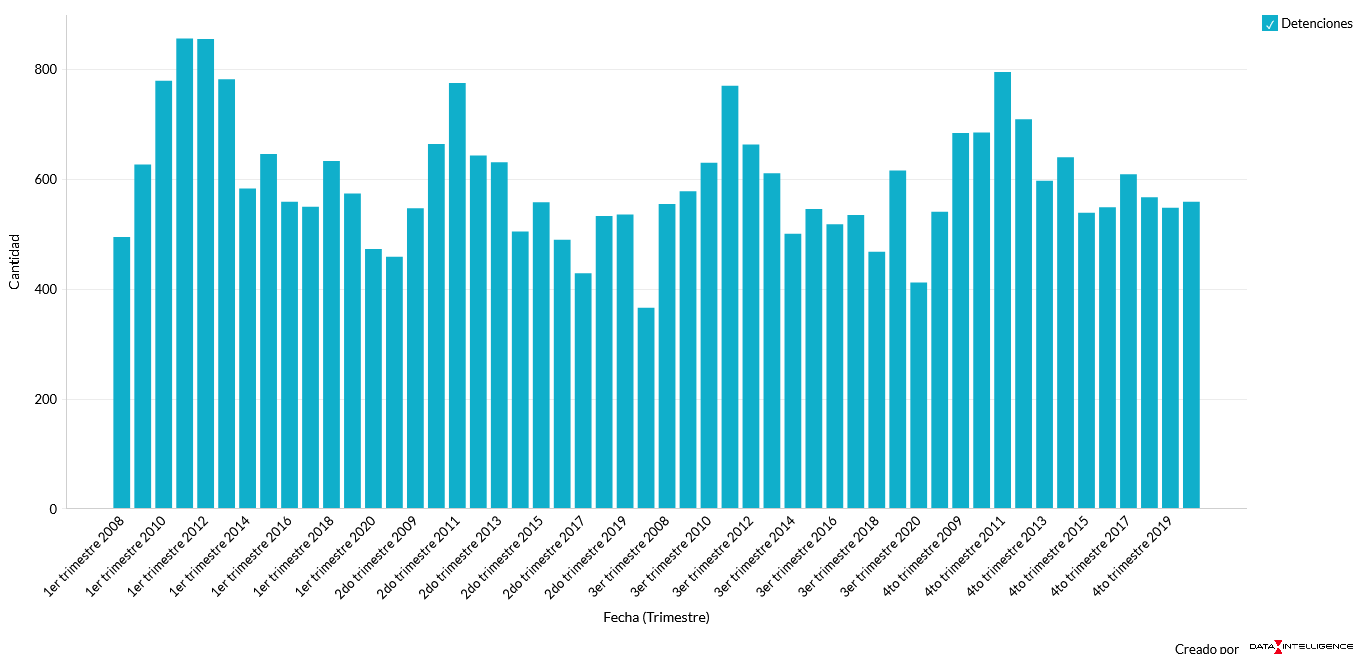 Detenciones
800
600
400
200
0
Cantidad
1er trimestre 2008
1er trimestre 2010
1er trimestre 2012
1er trimestre 2014
1er trimestre 2016
1er trimestre 2018
1er trimestre 2020
2do trimestre 2009
2do trimestre 2011
2do trimestre 2013
2do trimestre 2015
2do trimestre 2017
2do trimestre 2019
3er trimestre 2008
3er trimestre 2010
3er trimestre 2012
3er trimestre 2014
3er trimestre 2016
3er trimestre 2018
3er trimestre 2020
4to trimestre 2009
4to trimestre 2011
4to trimestre 2013
4to trimestre 2015
4to trimestre 2017
4to trimestre 2019
Fecha (Trimestre)
Creado por DATA INTELLIGENCE